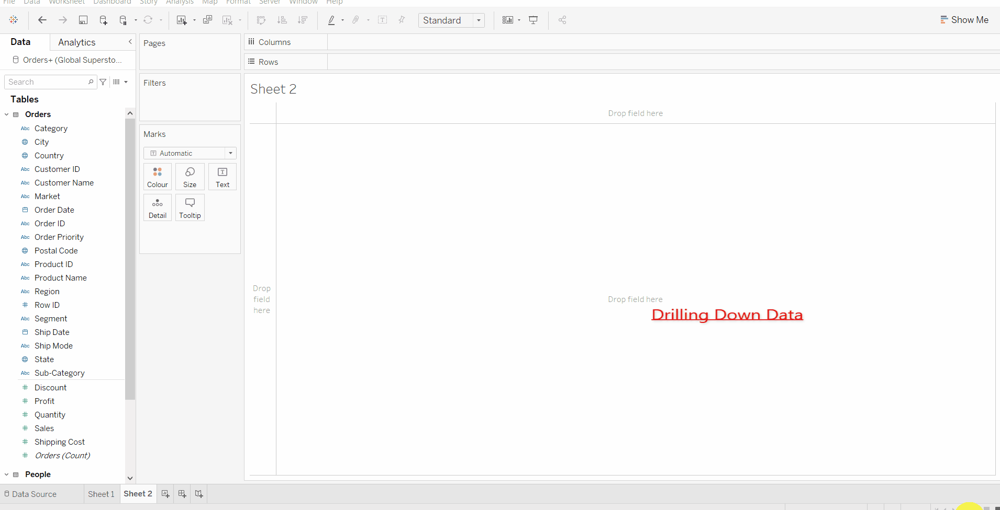 File Data Worksheet Dashboard Story Analysis Map Format Server Window Help
Standard
Show Me
Data Analytics
Orders+ (Global Supersto...
Search
Tables
Orders
Abc Category
City
Country
Abc Customer ID
Abc Customer Name
Abc Market
Order Date
Abc Order ID
Abc Order Priority
Postal Code
Abc Product ID
Abc Product Name
Abc Region
# Row ID
Abc Segment
Ship Date
Abc Ship Mode
State
Abc Sub-Category
# Discount
# Profit
# Quantity
# Sales
# Shipping Cost
# Orders (Count)
People
Pages
Filters
Marks
T Automatic
Colour Size Text
Detail Tooltip
Columns
Rows
Sheet 2
Drop field here
Drop
field
here
Drop field here
Drilling Down Data
Data Source Sheet 1 Sheet 2